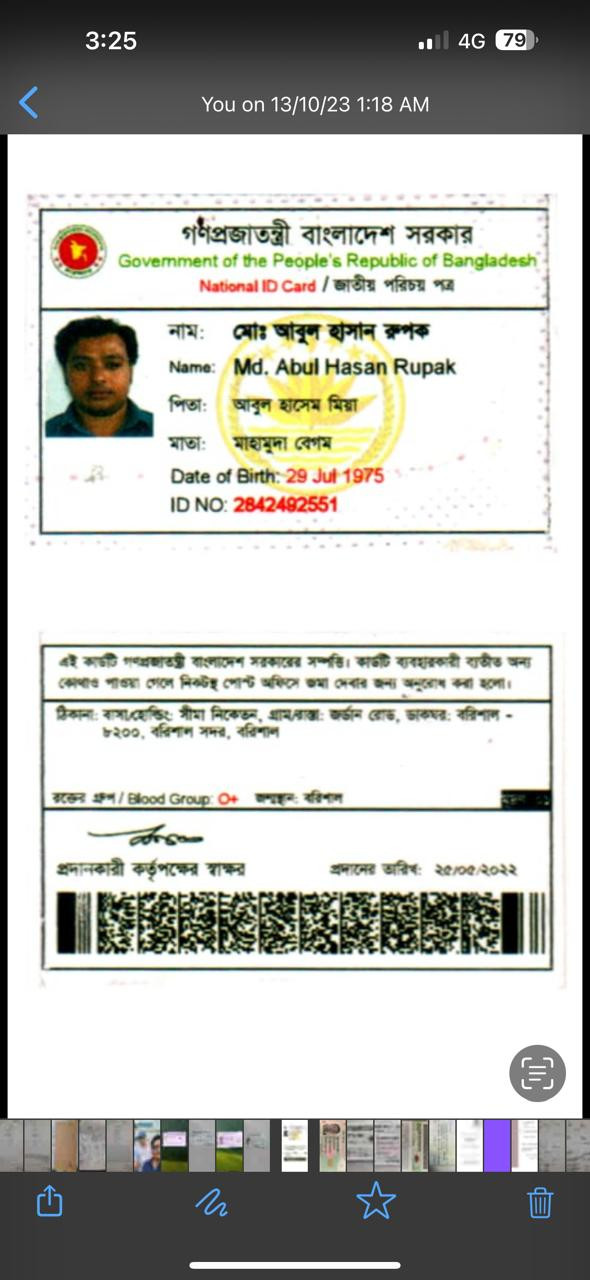 3:25
4G 79
You on 13/10/23 1:18 AM
গণপ্রজাতন্ত্রী বাংলাদেশ সরকার
Government of the People's Republic of Bangladesh
National ID Card / জাতীয় পরিচয় পত্র
নাম: মোঃ আবুল হাসান রুপক
Name: Md. Abul Hasan Rupak
পিতা: আবুল হাসেম মিয়া
মাতা: মাহামুদা বেগম
Date of Birth: 29 Jul 1975
ID NO: 2842492551
এই কার্ডটি গণপ্রজাতন্ত্রী বাংলাদেশ সরকারের সম্পত্তি। কার্ডটি ব্যবহারকারী ব্যতীত অন্য
কোথাও পাওয়া গেলে নিকটস্থ পোস্ট অফিসে জমা দেবার জন্য অনুরোধ করা হলো।
ঠিকানা: বাসা/হোল্ডিং: সীমা নিকেতন, গ্রাম/রাস্তা: জর্ডান রোড, ডাকঘর: বরিশাল -
৮২০০, বরিশাল সদর, বরিশাল
রক্তের গ্রুপ / Blood Group: O+ জন্মস্থান: বরিশাল
প্রদানকারী কর্তৃপক্ষের স্বাক্ষর প্রদানের তারিখ: ২৫/০৫/২০২২